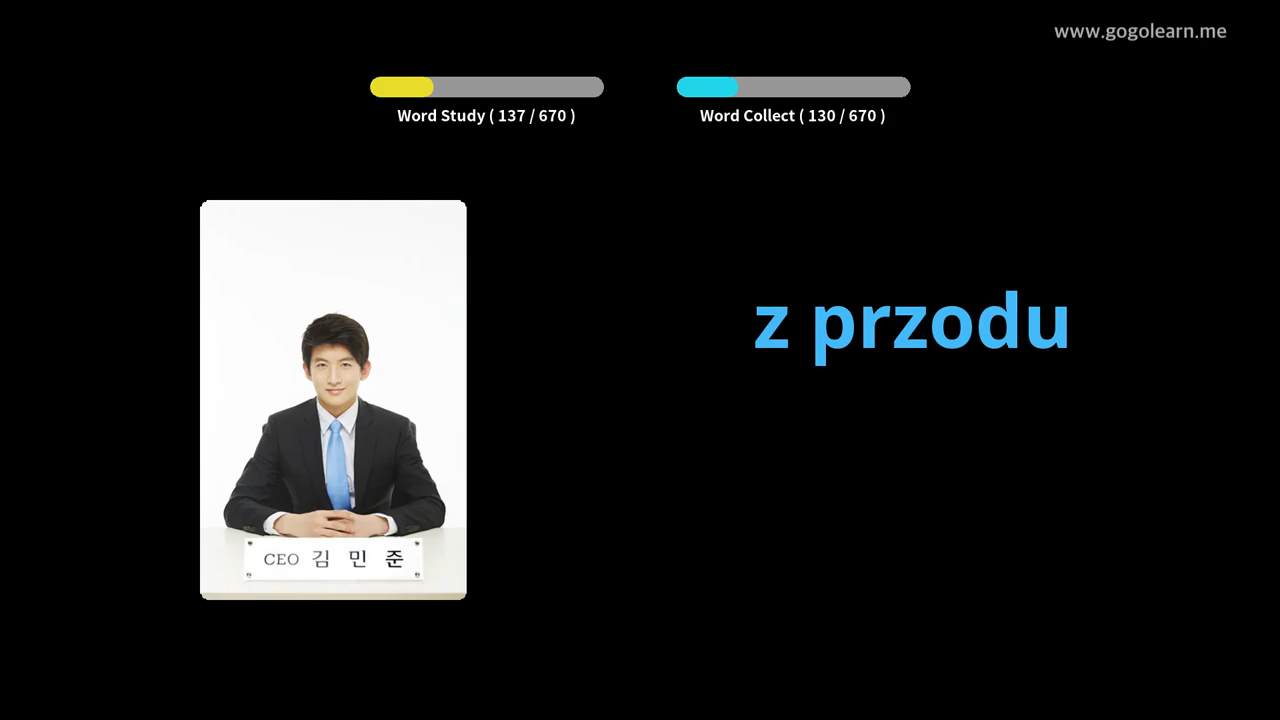 www.gogolearn.me
Word Study ( 137 / 670 )
Word Collect ( 130 / 670 )
z przodu
CEO 김 민 준